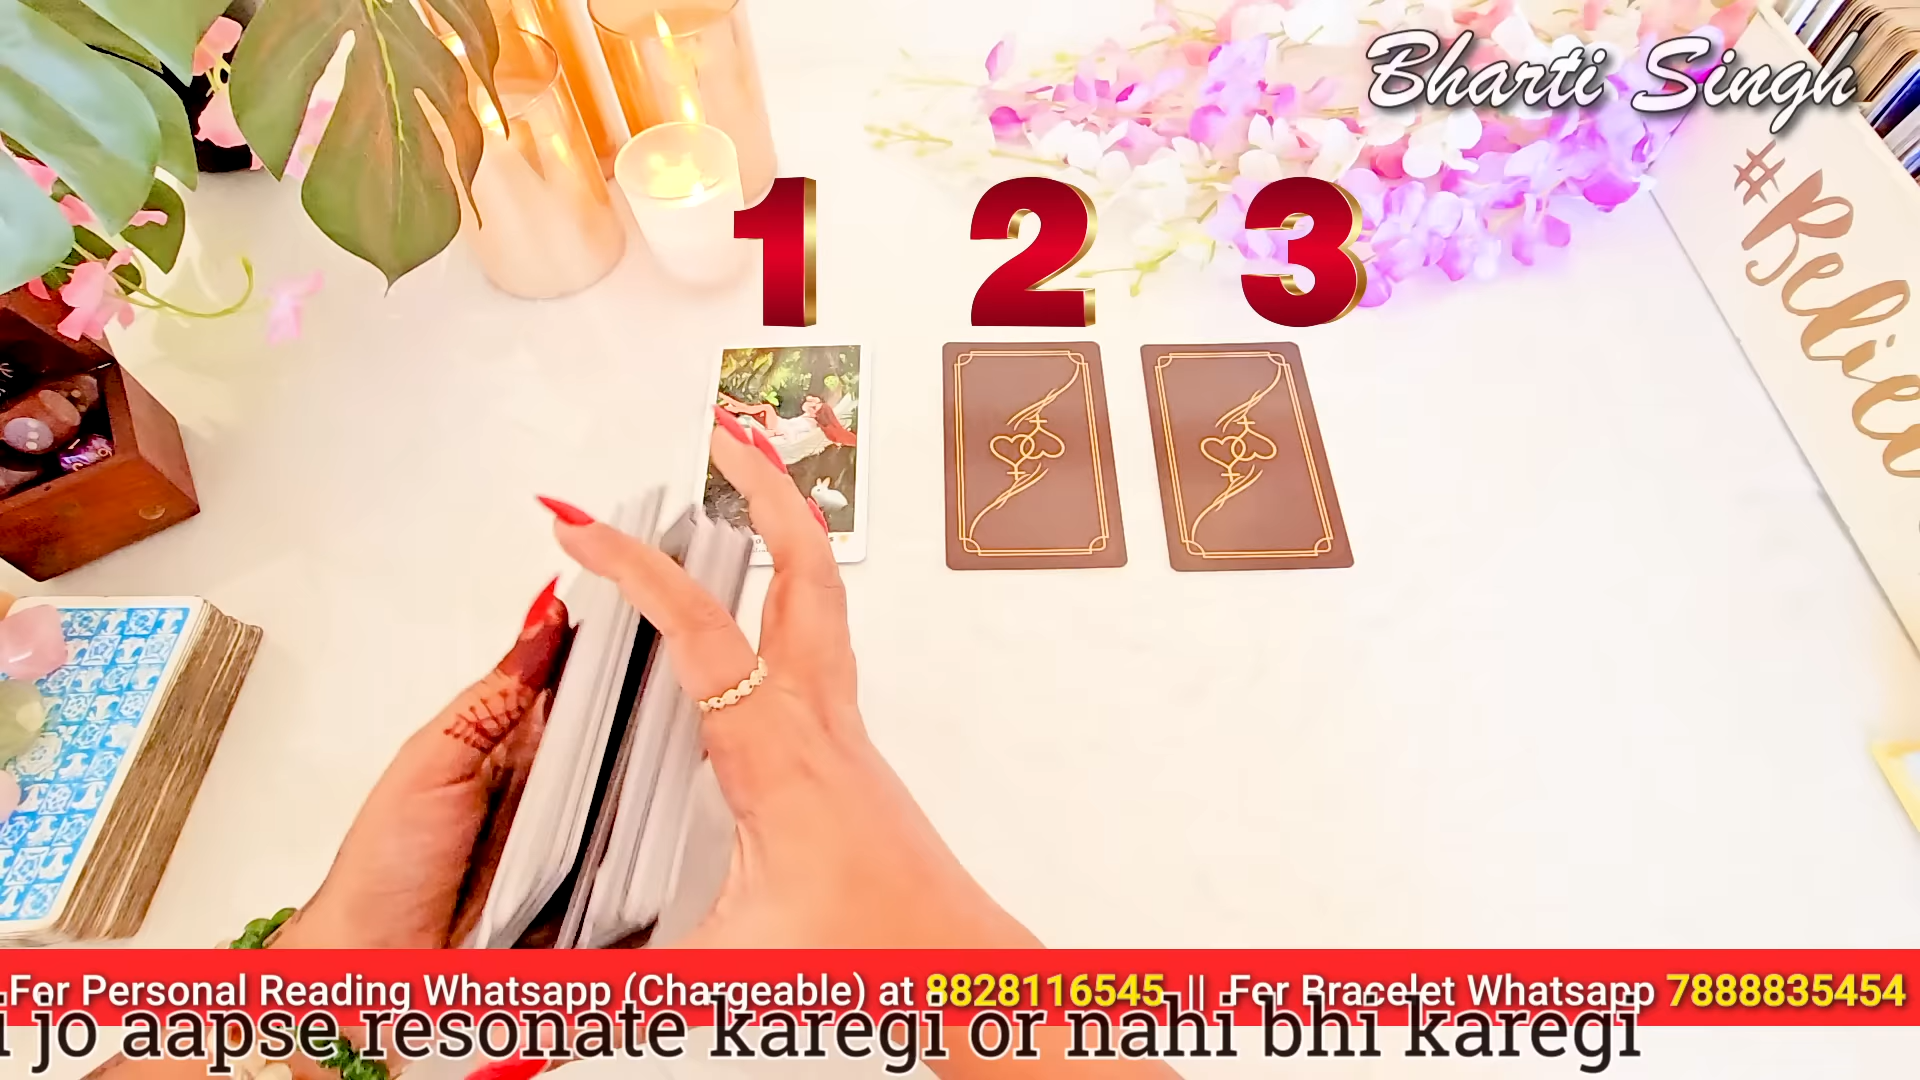 Bharti Singh
1 2 3
#Believe
For Personal Reading Whatsapp (Chargeable) at 8828116545 || For Bracelet Whatsapp 7888835454
jo aapse resonate karegi or nahi bhi karegi